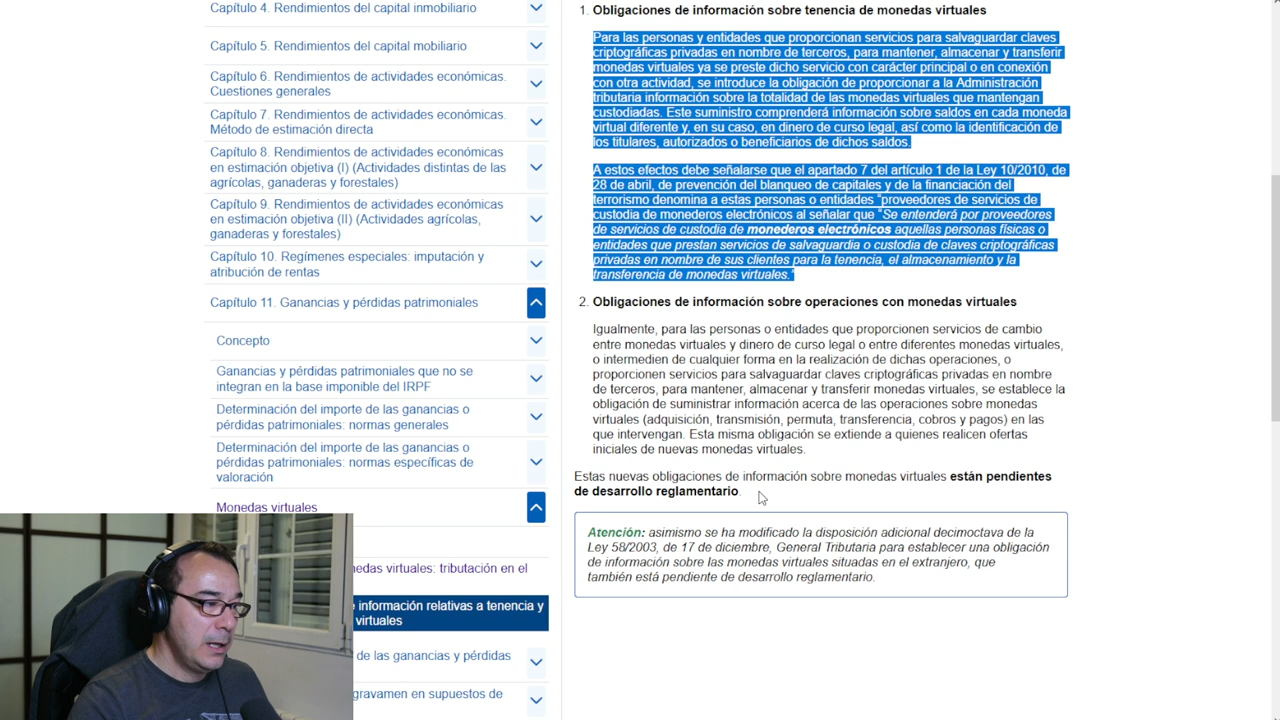 Capítulo 4. Rendimientos del capital inmobiliario
Capítulo 5. Rendimientos del capital mobiliario
Capítulo 6. Rendimientos de actividades económicas.
Cuestiones generales
Capítulo 7. Rendimientos de actividades económicas.
Método de estimación directa
Capítulo 8. Rendimientos de actividades económicas
en estimación objetiva (I) (Actividades distintas de las
agrícolas, ganaderas y forestales)
Capítulo 9. Rendimientos de actividades económicas
en estimación objetiva (II) (Actividades agrícolas,
ganaderas y forestales)
Capítulo 10. Regímenes especiales: imputación y
atribución de rentas
Capítulo 11. Ganancias y pérdidas patrimoniales
Concepto
Ganancias y pérdidas patrimoniales que no se
integran en la base imponible del IRPF
Determinación del importe de las ganancias o
pérdidas patrimoniales: normas generales
Determinación del importe de las ganancias o
pérdidas patrimoniales: normas específicas de
valoración
Monedas virtuales
nedas virtuales: tributación en el
información relativas a tenencia y
virtuales
de las ganancias y pérdidas
gravamen en supuestos de
1. Obligaciones de información sobre tenencia de monedas virtuales
Para las personas y entidades que proporcionan servicios para salvaguardar claves
criptográficas privadas en nombre de terceros, para mantener, almacenar y transferir
monedas virtuales ya se preste dicho servicio con carácter principal o en conexión
con otra actividad, se introduce la obligación de proporcionar a la Administración
tributaria información sobre la totalidad de las monedas virtuales que mantengan
custodiadas. Este suministro comprenderá información sobre saldos en cada moneda
virtual diferente y, en su caso, en dinero de curso legal, así como la identificación de
los titulares, autorizados o beneficiarios de dichos saldos.
A estos efectos debe señalarse que el apartado 7 del artículo 1 de la Ley 10/2010, de
28 de abril, de prevención del blanqueo de capitales y de la financiación del
terrorismo denomina a estas personas o entidades "proveedores de servicios de
custodia de monederos electrónicos al señalar que "Se entenderá por proveedores
de servicios de custodia de monederos electrónicos aquellas personas físicas o
entidades que prestan servicios de salvaguardia o custodia de claves criptográficas
privadas en nombre de sus clientes para la tenencia, el almacenamiento y la
transferencia de monedas virtuales."
2. Obligaciones de información sobre operaciones con monedas virtuales
Igualmente, para las personas o entidades que proporcionen servicios de cambio
entre monedas virtuales y dinero de curso legal o entre diferentes monedas virtuales,
o intermedien de cualquier forma en la realización de dichas operaciones, o
proporcionen servicios para salvaguardar claves criptográficas privadas en nombre
de terceros, para mantener, almacenar y transferir monedas virtuales, se establece la
obligación de suministrar información acerca de las operaciones sobre monedas
virtuales (adquisición, transmisión, permuta, transferencia, cobros y pagos) en las
que intervengan. Esta misma obligación se extiende a quienes realicen ofertas
iniciales de nuevas monedas virtuales.
Estas nuevas obligaciones de información sobre monedas virtuales están pendientes
de desarrollo reglamentario.
Atención: asimismo se ha modificado la disposición adicional decimoctava de la
Ley 58/2003, de 17 de diciembre, General Tributaria para establecer una obligación
de información sobre las monedas virtuales situadas en el extranjero, que
también está pendiente de desarrollo reglamentario.